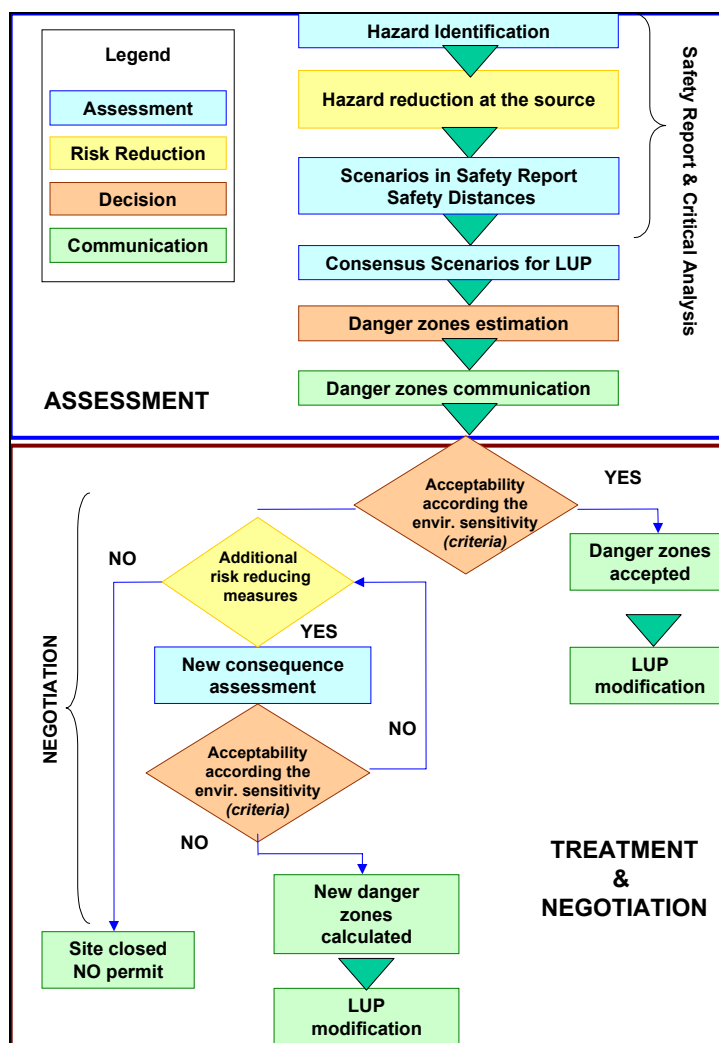 Legend
Assessment
Risk Reduction
Decision
Communication
Hazard Identification
Hazard reduction at the source
Scenarios in Safety Report
Safety Distances
Consensus Scenarios for LUP
Danger zones estimation
Danger zones communication
Safety Report & Critical Analysis
ASSESSMENT
Acceptability
according the
envir. sensitivity
(criteria)
YES
Danger zones
accepted
LUP
modification
NO
Additional
risk reducing
measures
YES
New consequence
assessment
NO
Acceptability
according the
envir. sensitivity
(criteria)
NO
NEGOTIATION
New danger
zones
calculated
Site closed
NO permit
LUP
modification
TREATMENT
&
NEGOTIATION